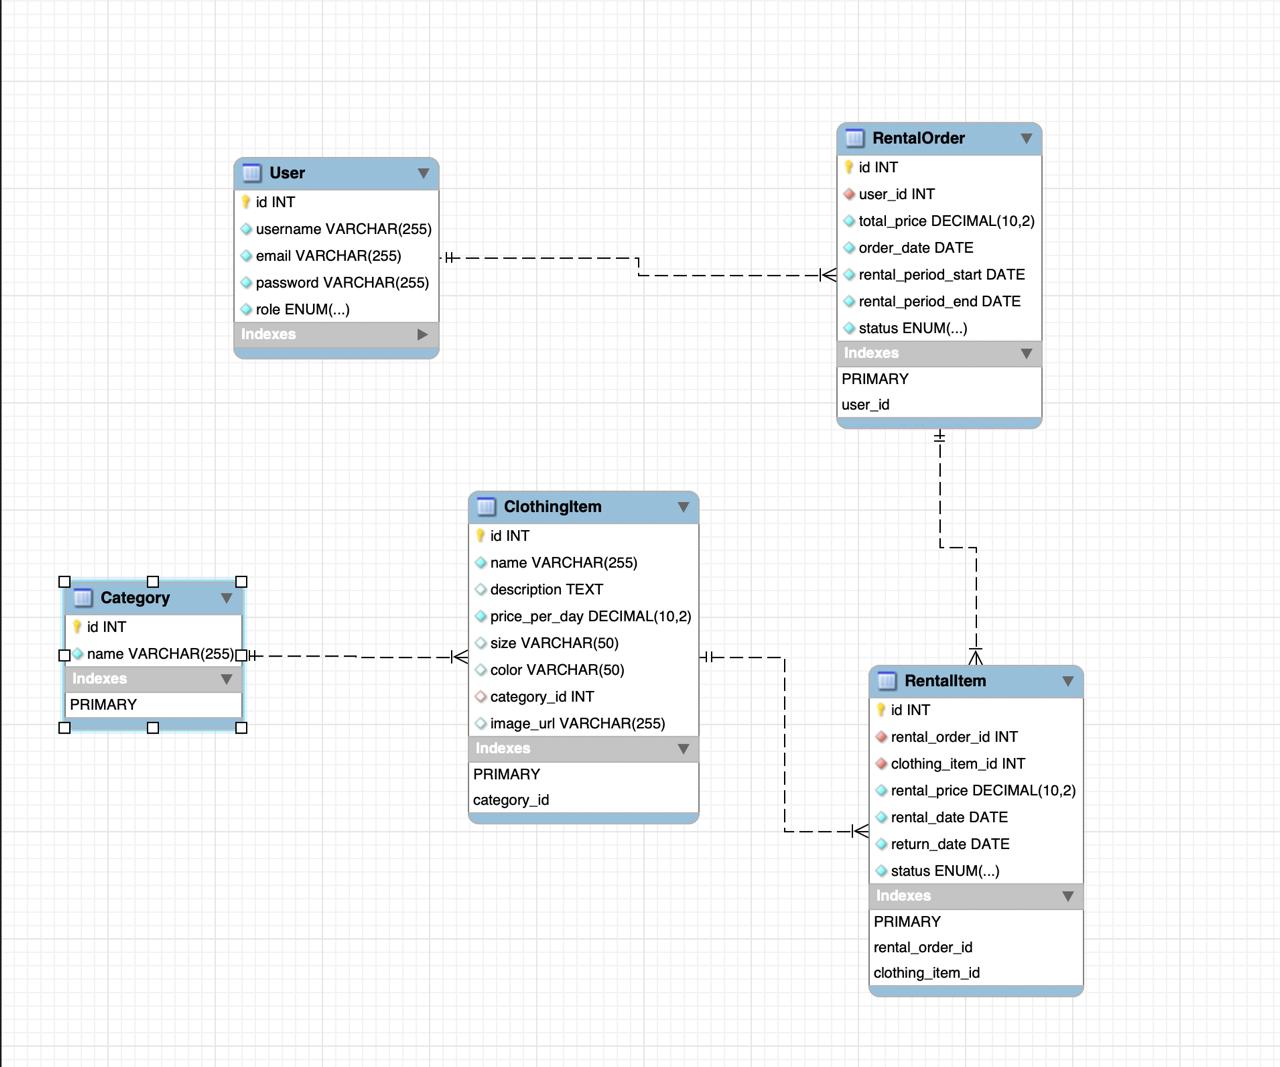 User
id INT
username VARCHAR(255)
email VARCHAR(255)
password VARCHAR(255)
role ENUM(...)
Indexes
RentalOrder
id INT
user_id INT
total_price DECIMAL(10,2)
order_date DATE
rental_period_start DATE
rental_period_end DATE
status ENUM(...)
Indexes
PRIMARY
user_id
Category
id INT
name VARCHAR(255)
Indexes
PRIMARY
ClothingItem
id INT
name VARCHAR(255)
description TEXT
price_per_day DECIMAL(10,2)
size VARCHAR(50)
color VARCHAR(50)
category_id INT
image_url VARCHAR(255)
Indexes
PRIMARY
category_id
RentalItem
id INT
rental_order_id INT
clothing_item_id INT
rental_price DECIMAL(10,2)
rental_date DATE
return_date DATE
status ENUM(...)
Indexes
PRIMARY
rental_order_id
clothing_item_id